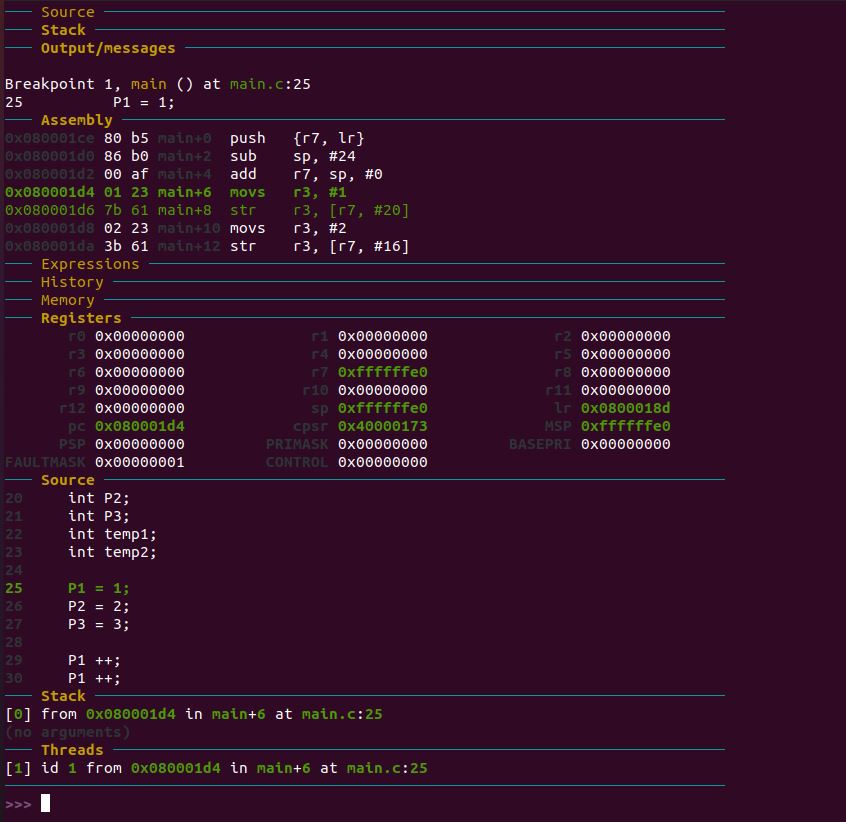 Source
Stack
Output/messages
Breakpoint 1, main () at main.c:25
25          P1 = 1;
Assembly
0x080001ce 80 b5 main+0  push   {r7, lr}
0x080001d0 86 b0 main+2  sub    sp, #24
0x080001d2 00 af main+4  add    r7, sp, #0
0x080001d4 01 23 main+6  movs   r3, #1
0x080001d6 7b 61 main+8  str    r3, [r7, #20]
0x080001d8 02 23 main+10 movs   r3, #2
0x080001da 3b 61 main+12 str    r3, [r7, #16]
Expressions
History
Memory
Registers
r0 0x00000000 r1 0x00000000 r2 0x00000000
r3 0x00000000 r4 0x00000000 r5 0x00000000
r6 0x00000000 r7 0xffffffe0 r8 0x00000000
r9 0x00000000 r10 0x00000000 r11 0x00000000
r12 0x00000000 sp 0xffffffe0 lr 0x0800018d
pc 0x080001d4 cpsr 0x40000173 MSP 0xffffffe0
PSP 0x00000000 PRIMASK 0x00000000 BASEPRI 0x00000000
FAULTMASK 0x00000001 CONTROL 0x00000000
Source
20     int P2;
21     int P3;
22     int temp1;
23     int temp2;
24
25     P1 = 1;
26     P2 = 2;
27     P3 = 3;
28
29     P1 ++;
30     P1 ++;
Stack
[0] from 0x080001d4 in main+6 at main.c:25
(no arguments)
Threads
[1] id 1 from 0x080001d4 in main+6 at main.c:25
>>>